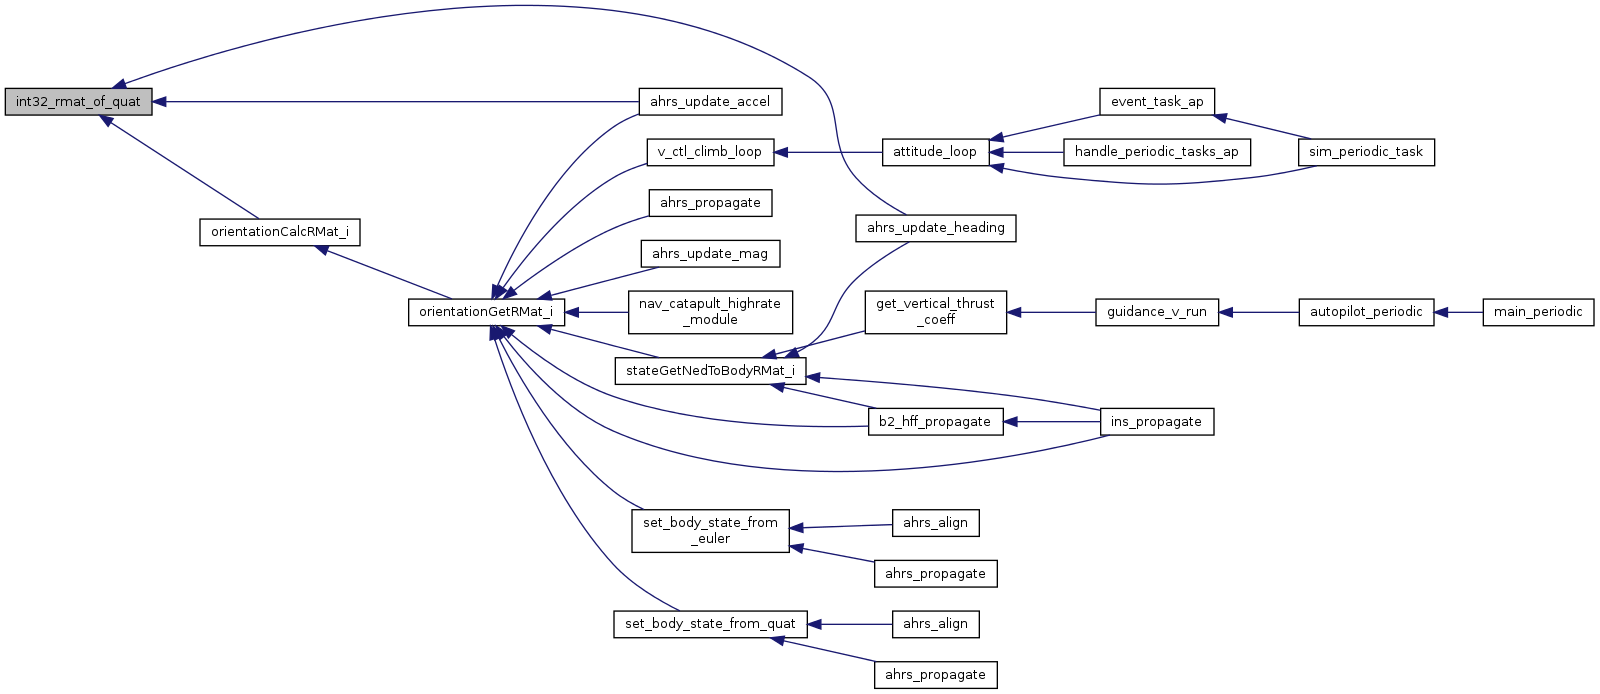 int32_rmat_of_quat
ahrs_update_accel
event_task_ap
v_ctl_climb_loop
attitude_loop
handle_periodic_tasks_ap
sim_periodic_task
ahrs_propagate
orientationCalcRMat_i
ahrs_update_heading
ahrs_update_mag
orientationGetRMat_i
nav_catapult_highrate
_module
get_vertical_thrust
_coeff
guidance_v_run
autopilot_periodic
main_periodic
stateGetNedToBodyRMat_i
b2_hff_propagate
ins_propagate
set_body_state_from
_euler
ahrs_align
ahrs_propagate
set_body_state_from_quat
ahrs_align
ahrs_propagate